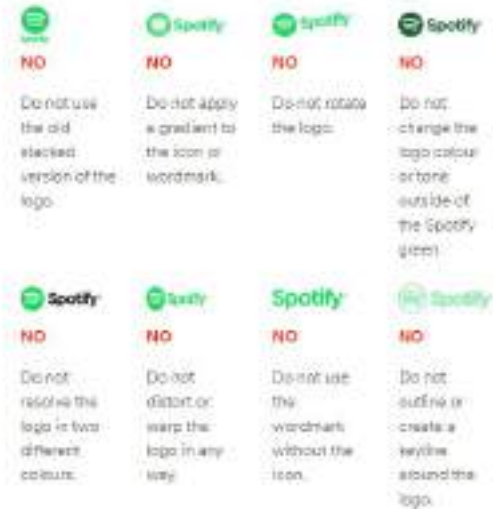 Spotify
NO
Do not use
the old
stacked
version of the
logo.
Spotify
NO
Do not apply
a gradient to
the icon or
wordmark.
Spotify
NO
Do not rotate
the logo.
Spotify
NO
Do not
change the
logo colour
or tone
outside of
the Spotify
green.
Spotify
NO
Do not
resolve the
logo in two
different
colours.
Spotify
NO
Do not
distort or
warp the
logo in any
way.
Spotify
NO
Do not use
the
wordmark
without the
icon.
Spotify
NO
Do not
outline or
create a
keyline
around the
logo.